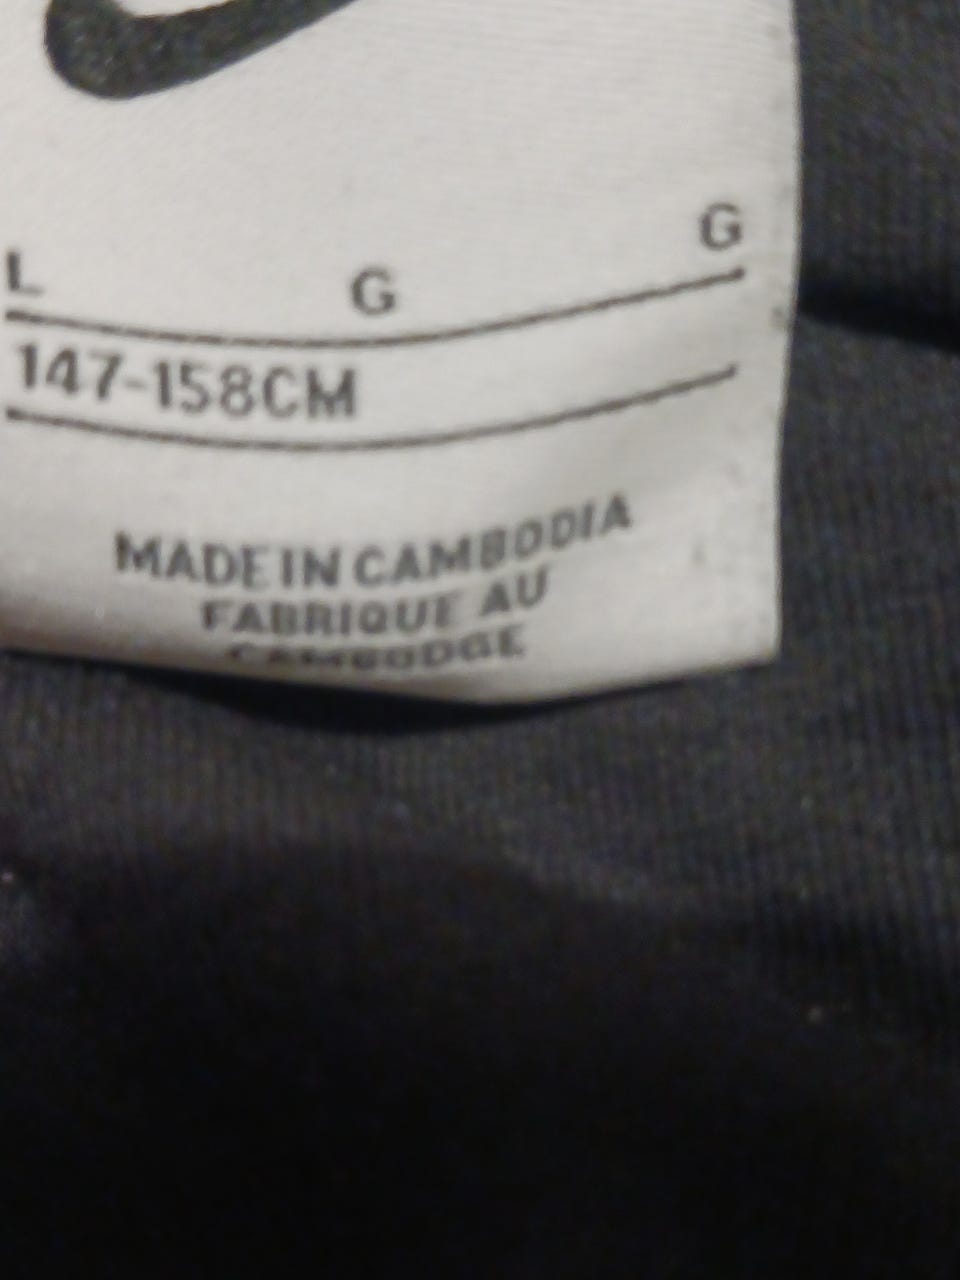 L G G
147-158CM
MADE IN CAMBODIA
FABRIQUE AU
CAMBODGE